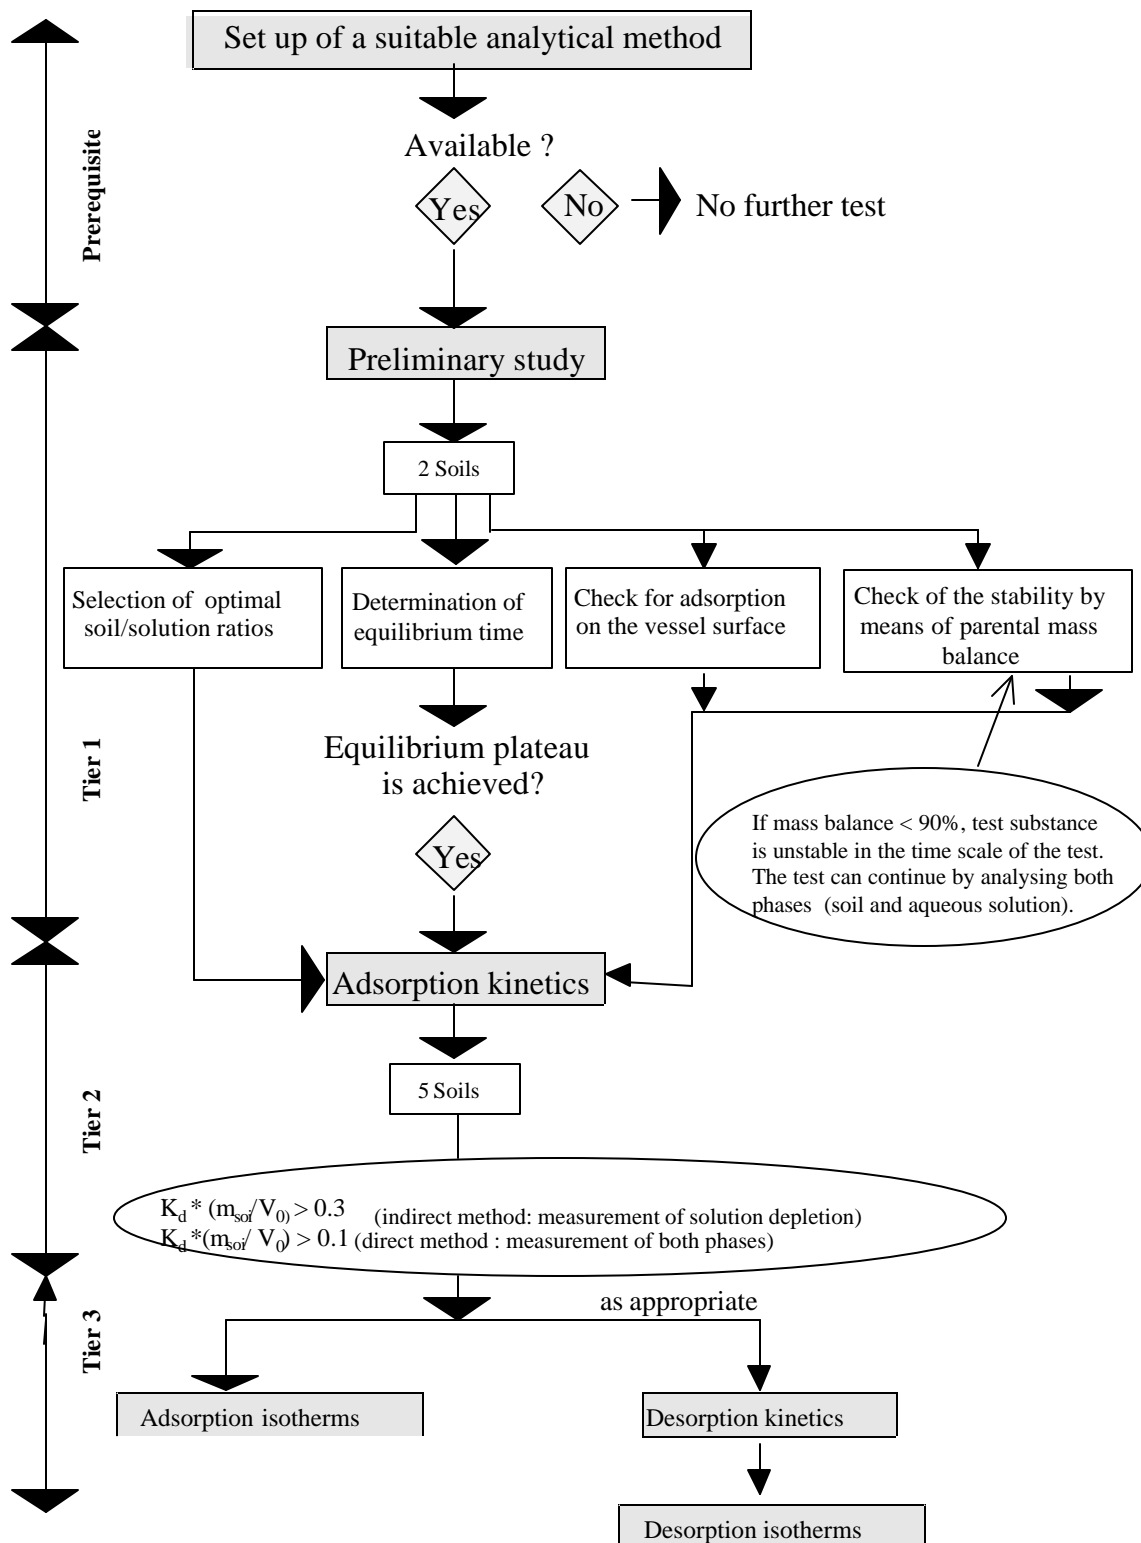 Set up of a suitable analytical method
Prerequisite
Available ?
Yes
No
No further test
Preliminary study
2 Soils
Selection of optimal
soil/solution ratios
Determination of
equilibrium time
Check for adsorption
on the vessel surface
Check of the stability by
means of parental mass
balance
Tier 1
Equilibrium plateau
is achieved?
Yes
If mass balance < 90%, test substance
is unstable in the time scale of the test.
The test can continue by analysing both
phases (soil and aqueous solution).
Adsorption kinetics
Tier 2
5 Soils
Kd * (msoi/V0) > 0.3 (indirect method: measurement of solution depletion)
Kd *(msoi/ V0) > 0.1 (direct method : measurement of both phases)
Tier 3
as appropriate
Adsorption isotherms
Desorption kinetics
Desorption isotherms